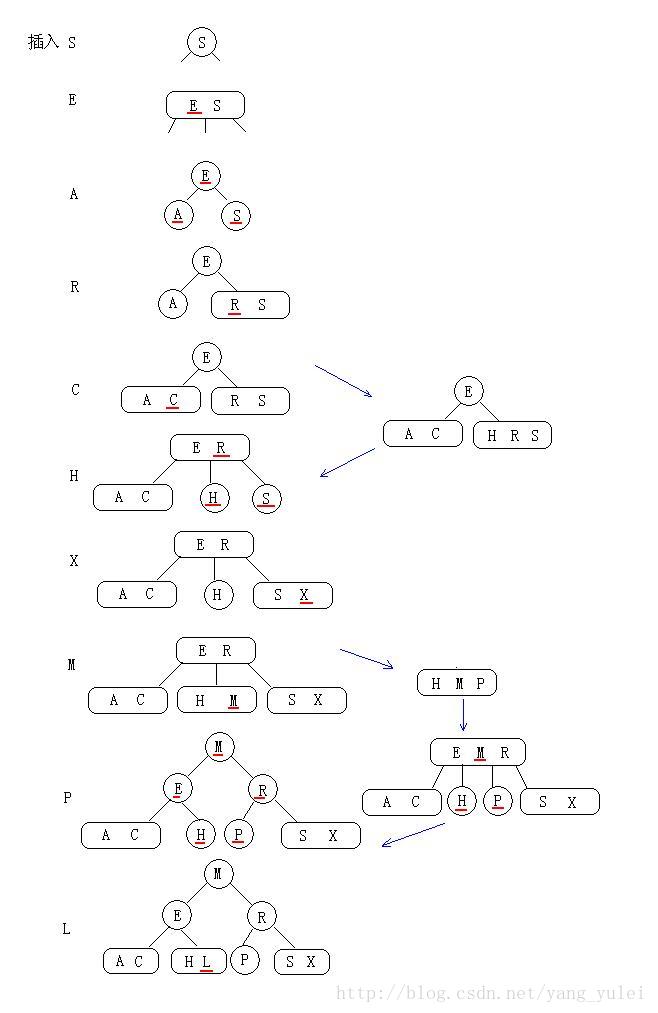 插入 S
S
E
E S
A
E
A S
R
E
A R S
C
E
A C R S
E
A C H R S
H
E R
A C H S
X
E R
A C H S X
M
E R
A C H M S X
H M P
E M R
A C H P S X
P
M
E R
A C H P S X
L
M
E R
A C H L P S X
http://blog.csdn.net/yang_yulei